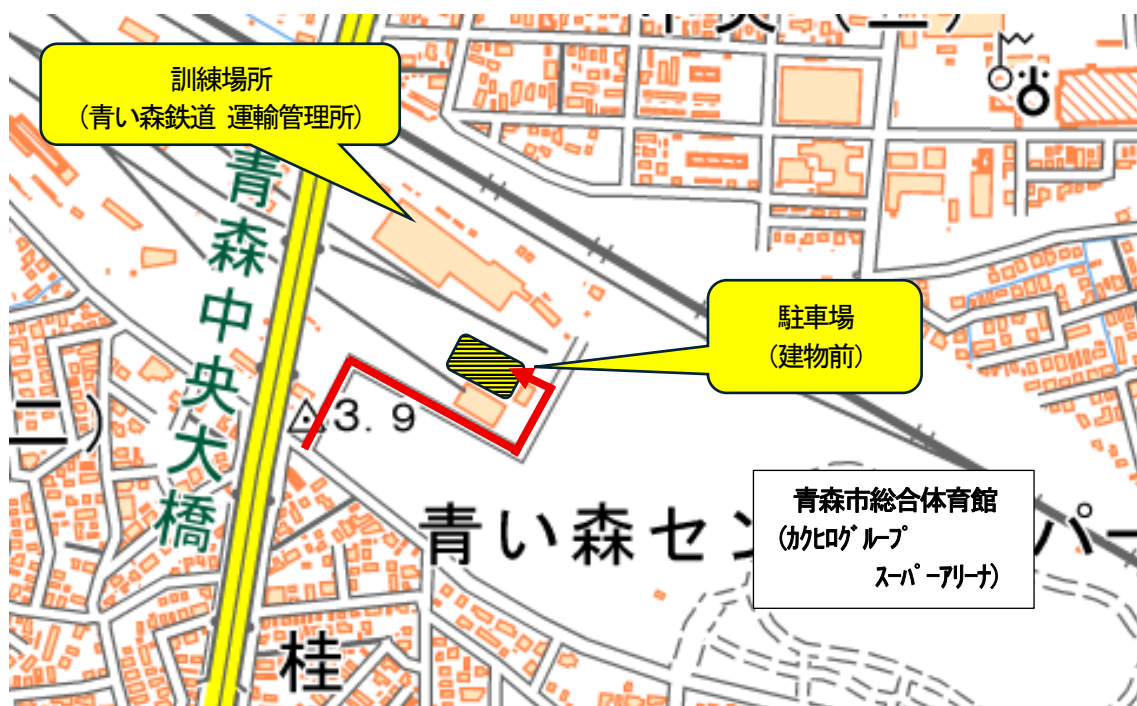 中央(三)
訓練場所
(青い森鉄道 運輸管理所)
青森中央大橋
駐車場
(建物前)
3.9
二)
青い森セン
パー
青森市総合体育館
(ｶｸﾋﾛｸﾞﾙｰﾌﾟ
ｽｰﾊﾟｰｱﾘｰﾅ)
桂